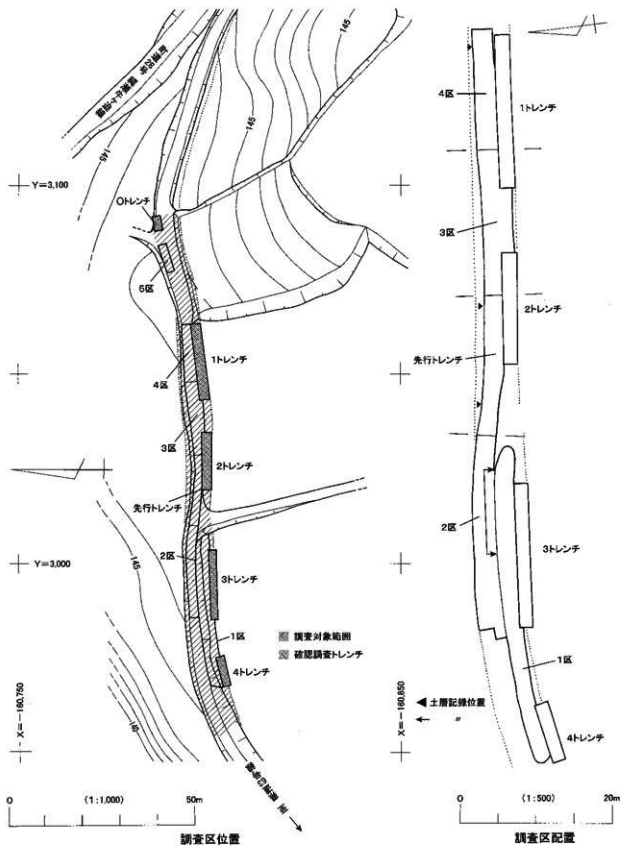 145
145
145
Y=3,100
0トレンチ
5区
4区
1トレンチ
3区
2トレンチ
先行トレンチ
2区
Y=3,000
145
3トレンチ
1区
調査対象範囲
確認調査トレンチ
4トレンチ
X=-160,750
140
0
(1:1,000)
50m
調査区位置
4区
1トレンチ
3区
2トレンチ
先行トレンチ
2区
3トレンチ
1区
X=-160,650
土層記録位置
〃
4トレンチ
0
(1:500)
20m
調査区配置